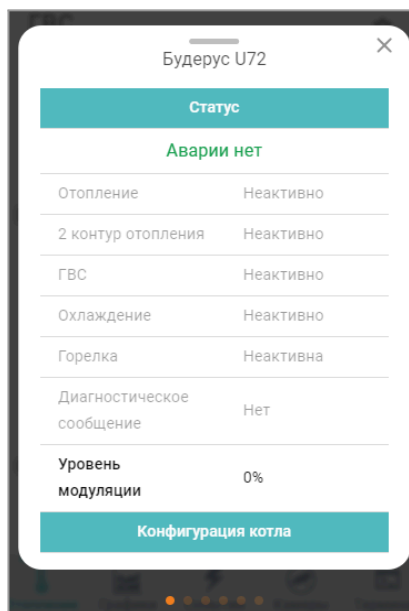 ГВС
Будерус U72
Статус
Аварии нет
Отопление Неактивно
2 контур отопления Неактивно
ГВС Неактивно
Охлаждение Неактивно
Горелка Неактивна
Диагностическое
сообщение Нет
Уровень
модуляции 0%
Конфигурация котла